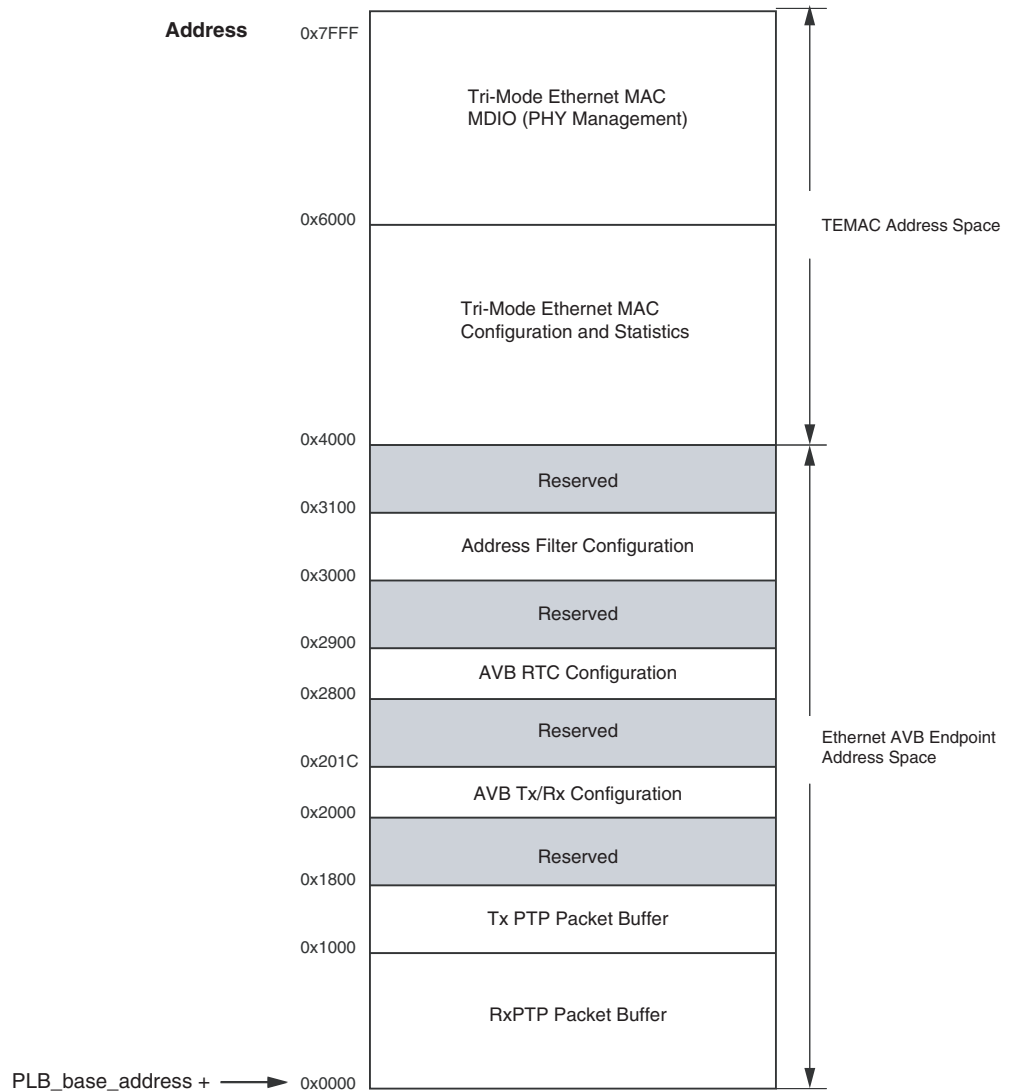 Address
0x7FFF
Tri-Mode Ethernet MAC
MDIO (PHY Management)
0x6000
TEMAC Address Space
Tri-Mode Ethernet MAC
Configuration and Statistics
0x4000
Reserved
0x3100
Address Filter Configuration
0x3000
Reserved
0x2900
AVB RTC Configuration
0x2800
Reserved
Ethernet AVB Endpoint
Address Space
0x201C
AVB Tx/Rx Configuration
0x2000
Reserved
0x1800
Tx PTP Packet Buffer
0x1000
RxPTP Packet Buffer
PLB_base_address + 0x0000